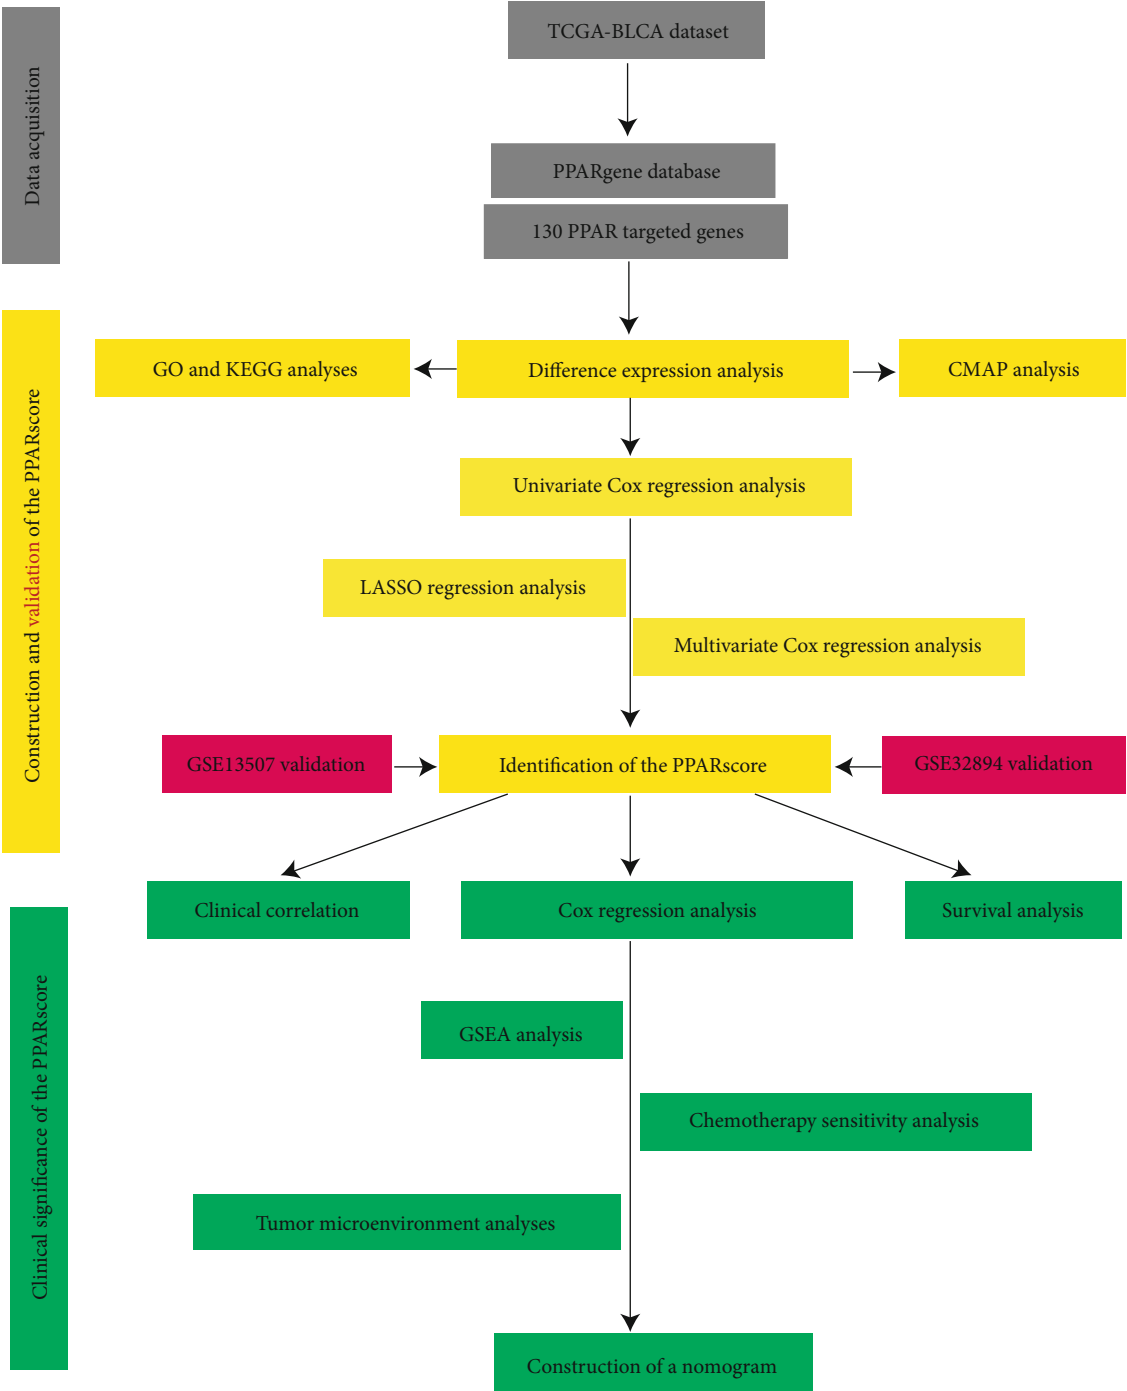 Data acquisition
TCGA-BLCA dataset
PPARgene database
130 PPAR targeted genes
Construction and validation of the PPARscore
GO and KEGG analyses
Difference expression analysis
CMAP analysis
Univariate Cox regression analysis
LASSO regression analysis
Multivariate Cox regression analysis
GSE13507 validation
Identification of the PPARscore
GSE32894 validation
Clinical significance of the PPARscore
Clinical correlation
Cox regression analysis
Survival analysis
GSEA analysis
Chemotherapy sensitivity analysis
Tumor microenvironment analyses
Construction of a nomogram